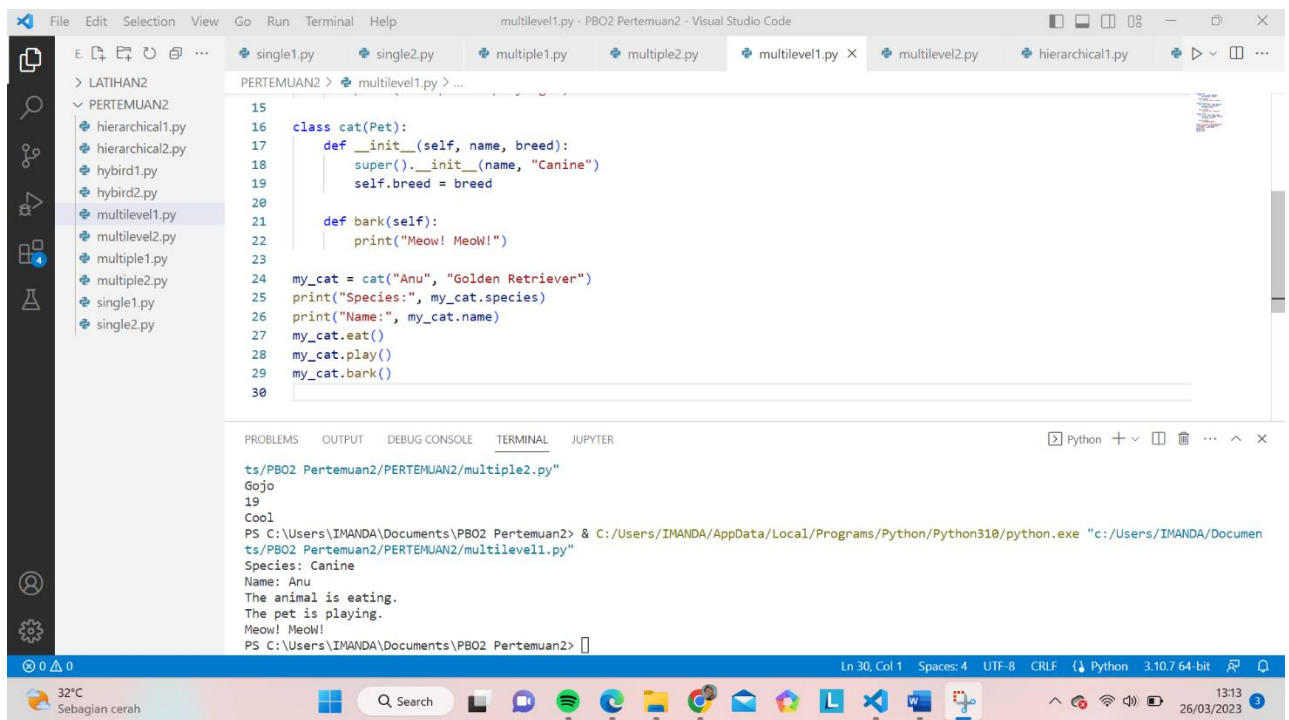 File Edit Selection View Go Run Terminal Help multilevel1.py - PBO2 Pertemuan2 - Visual Studio Code
E.
single1.py single2.py multiple1.py multiple2.py multilevel1.py multilevel2.py hierarchical1.py
LATIHAN2
PERTEMUAN2
hierarchical1.py
hierarchical2.py
hybird1.py
hybird2.py
multilevel1.py
multilevel2.py
multiple1.py
multiple2.py
single1.py
single2.py
4
PERTEMUAN2 > multilevel1.py > ...
15
16 class cat(Pet):
17     def __init__(self, name, breed):
18         super().__init__(name, "Canine")
19         self.breed = breed
20
21     def bark(self):
22         print("Meow! MeoW!")
23
24 my_cat = cat("Anu", "Golden Retriever")
25 print("Species:", my_cat.species)
26 print("Name:", my_cat.name)
27 my_cat.eat()
28 my_cat.play()
29 my_cat.bark()
30
PROBLEMS OUTPUT DEBUG CONSOLE TERMINAL JUPYTER Python
ts/PBO2 Pertemuan2/PERTEMUAN2/multiple2.py"
Gojo
19
Cool
PS C:\Users\IMANDA\Documents\PBO2 Pertemuan2> & C:/Users/IMANDA/AppData/Local/Programs/Python/Python310/python.exe "c:/Users/IMANDA/Documen
ts/PBO2 Pertemuan2/PERTEMUAN2/multilevel1.py"
Species: Canine
Name: Anu
The animal is eating.
The pet is playing.
Meow! MeoW!
PS C:\Users\IMANDA\Documents\PBO2 Pertemuan2>
0 0 Ln 30, Col 1 Spaces: 4 UTF-8 CRLF Python 3.10.7 64-bit
32°C
Sebagian cerah
Search
L
13:13
26/03/2023
3